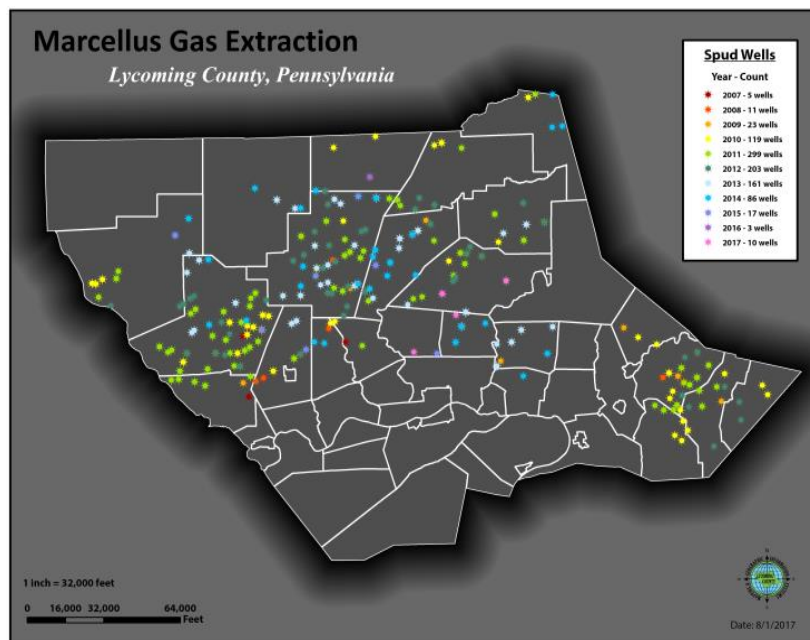 Marcellus Gas Extraction
Lycoming County, Pennsylvania
Spud Wells
Year - Count
2007 - 5 wells
2008 - 11 wells
2009 - 23 wells
2010 - 119 wells
2011 - 299 wells
2012 - 203 wells
2013 - 161 wells
2014 - 86 wells
2015 - 17 wells
2016 - 3 wells
2017 - 10 wells
1 inch = 32,000 feet
0 16,000 32,000 64,000
Feet
LYCOMING
COUNTY
Date: 8/1/2017